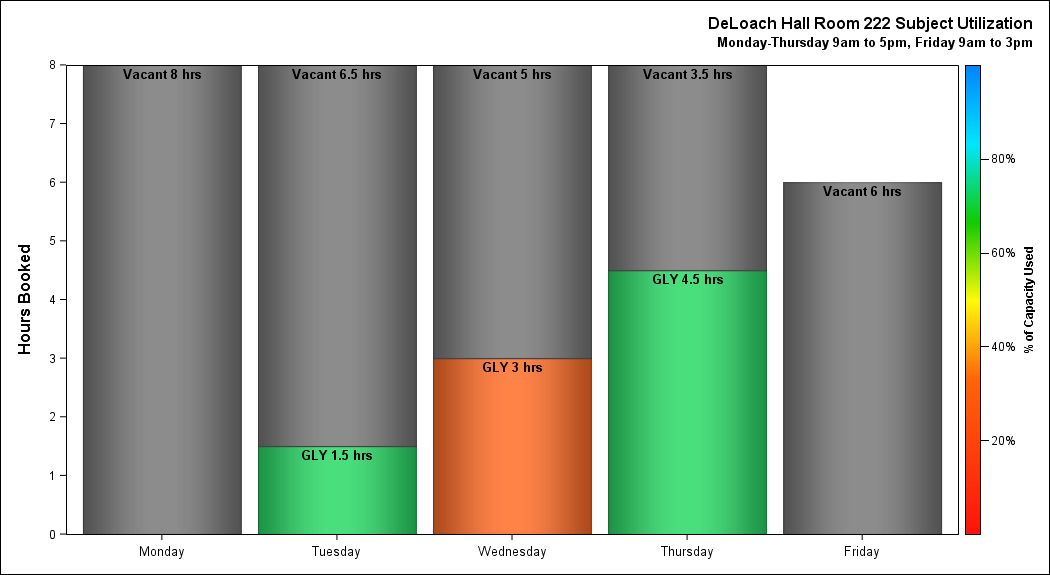 DeLoach Hall Room 222 Subject Utilization
Monday-Thursday 9am to 5pm, Friday 9am to 3pm
Hours Booked
8
7
6
5
4
3
2
1
0
Vacant 8 hrs
Vacant 6.5 hrs
GLY 1.5 hrs
Vacant 5 hrs
GLY 3 hrs
Vacant 3.5 hrs
GLY 4.5 hrs
Vacant 6 hrs
Monday
Tuesday
Wednesday
Thursday
Friday
80%
60%
40%
20%
% of Capacity Used